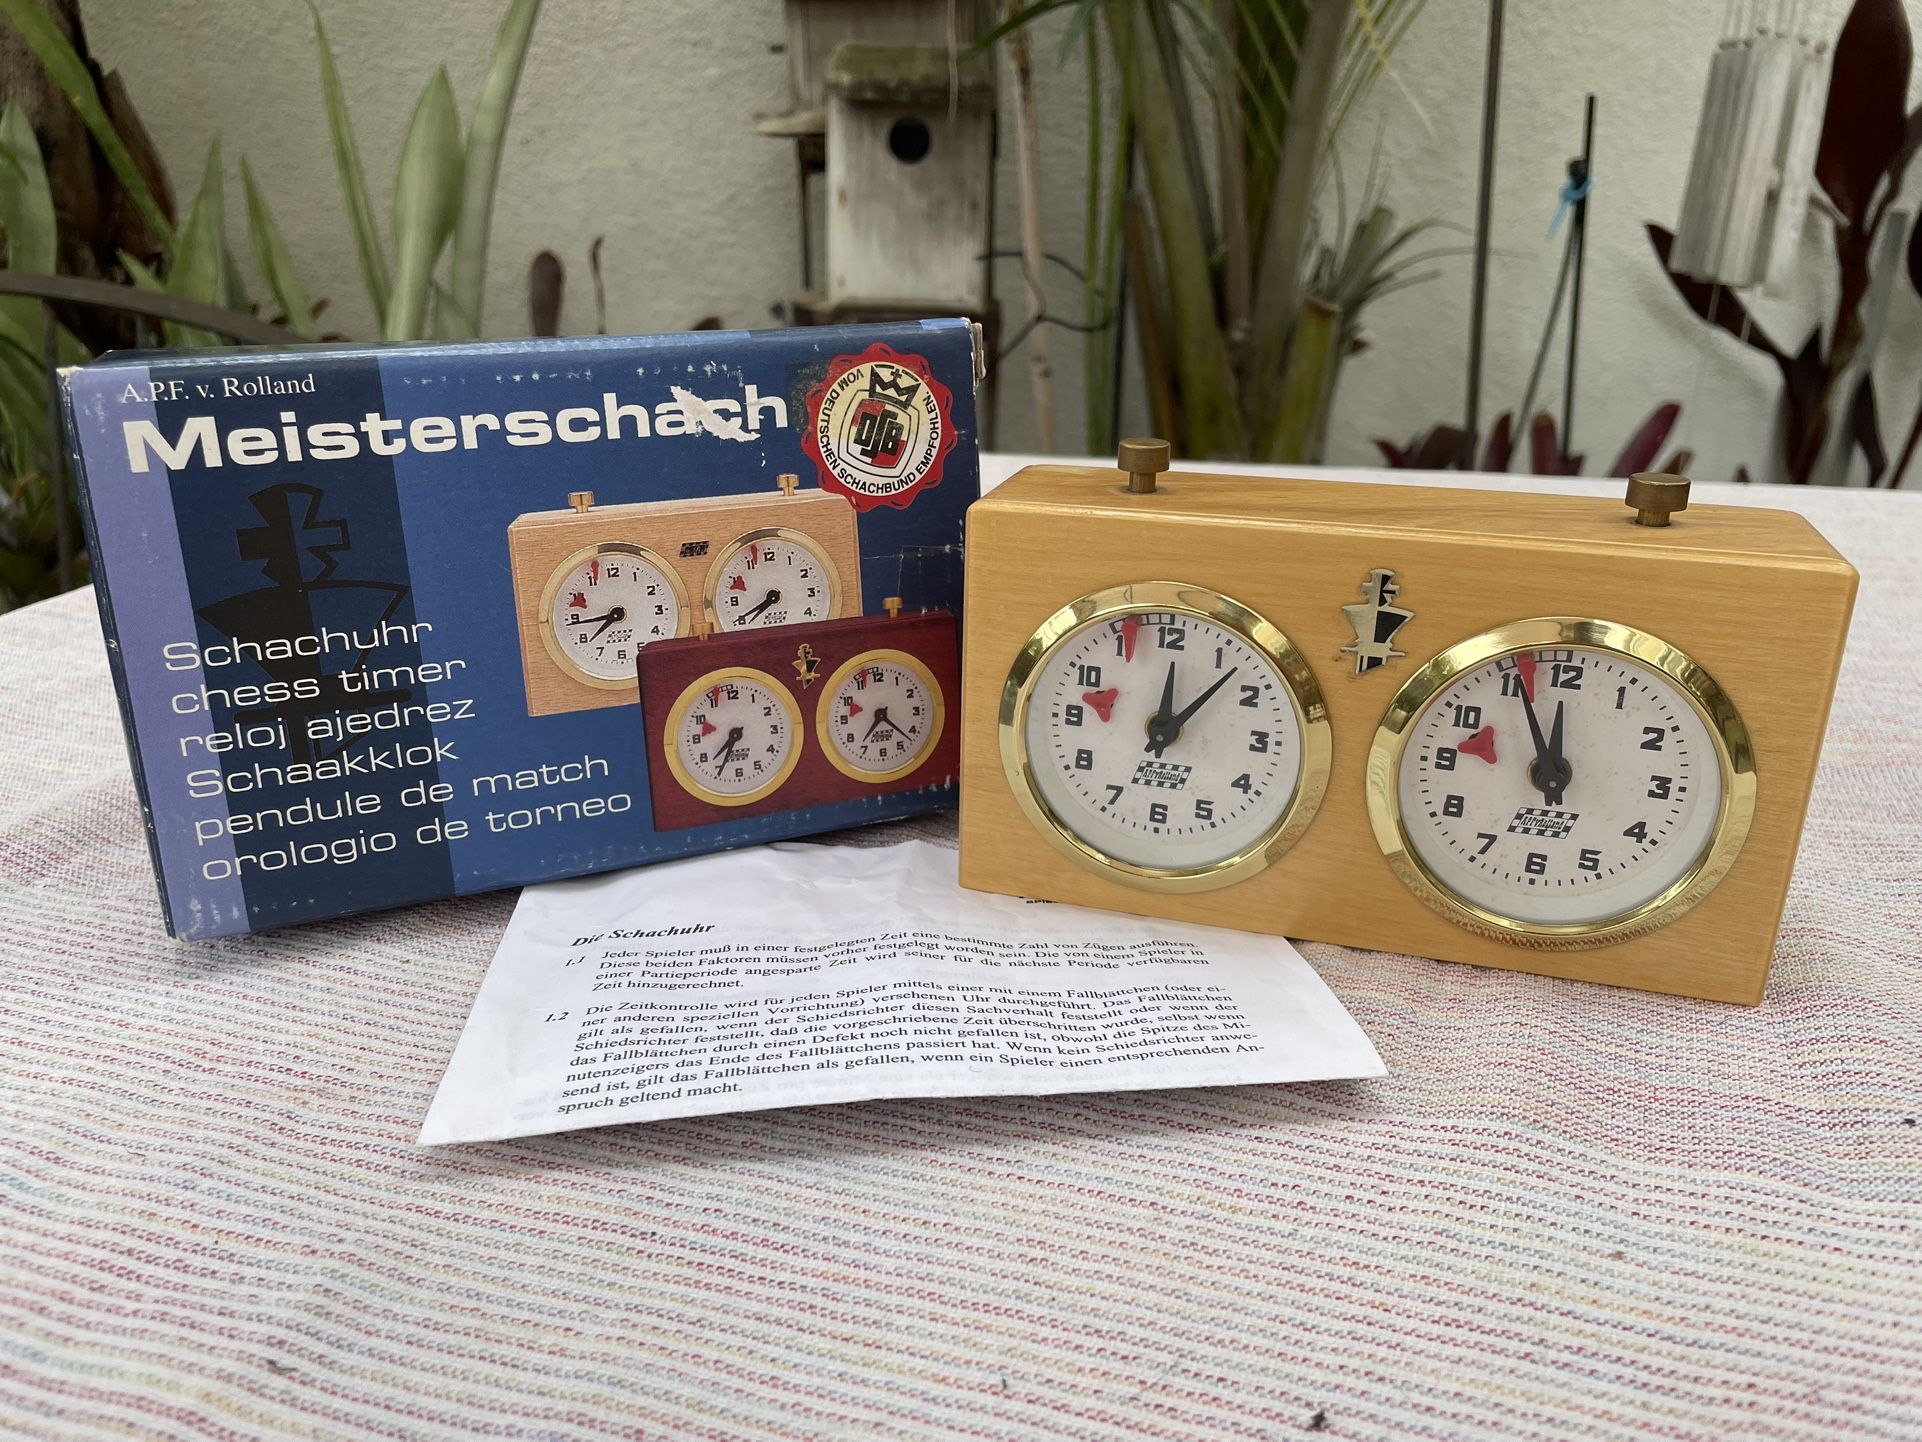 A.P.F. v. Rolland
Meisterschach
VOM DEUTSCHEN SCHACHBUND EMPFOHLEN.
DSB
Schachuhr
chess timer
reloj ajedrez
Schaakklok
pendule de match
orologio de torneo
11 12 1
10 2
9 3
8 4
7 6 5
11 12 1
10 2
9 3
8 4
7 6 5
Die Schachuhr
1.1 Jeder Spieler muß in einer festgelegten Zeit eine bestimmte Zahl von Zügen ausführen.
Diese beiden Faktoren müssen vorher festgelegt worden sein. Die von einem Spieler in
einer Partieperiode angesparte Zeit wird seiner für die nächste Periode verfügbaren
Zeit hinzugerechnet.
1.2 Die Zeitkontrolle wird für jeden Spieler mittels einer mit einem Fallblättchen (oder ei-
ner anderen speziellen Vorrichtung) versehenen Uhr durchgeführt. Das Fallblättchen
gilt als gefallen, wenn der Schiedsrichter diesen Sachverhalt feststellt oder wenn der
Schiedsrichter feststellt, daß die vorgeschriebene Zeit überschritten wurde, selbst wenn
das Fallblättchen durch einen Defekt noch nicht gefallen ist, obwohl die Spitze des Mi-
nutenzeigers das Ende des Fallblättchens passiert hat. Wenn kein Schiedsrichter anwe-
send ist, gilt das Fallblättchen als gefallen, wenn ein Spieler einen entsprechenden An-
spruch geltend macht.